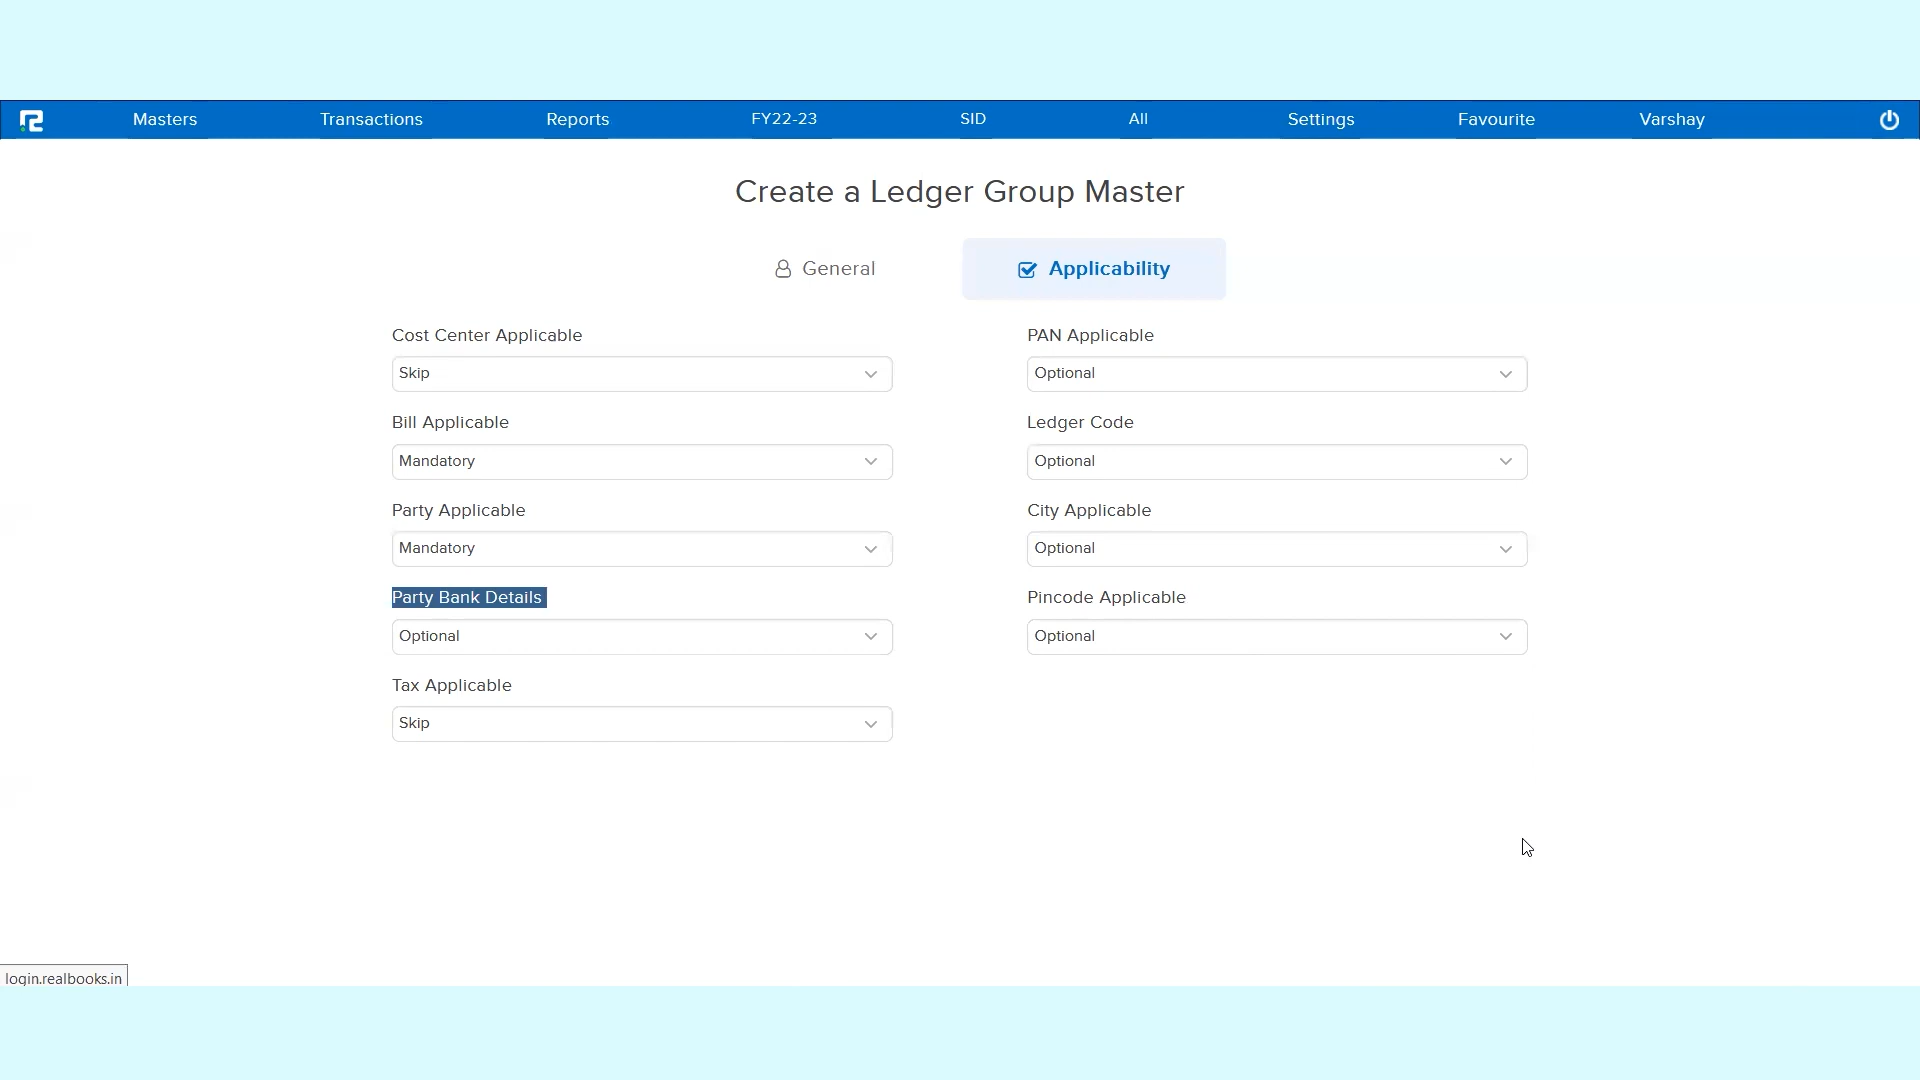 Masters Transactions Reports FY22-23 SID All Settings Favourite Varshay
Create a Ledger Group Master
General Applicability
Cost Center Applicable
Skip
Bill Applicable
Mandatory
Party Applicable
Mandatory
Party Bank Details
Optional
Tax Applicable
Skip
PAN Applicable
Optional
Ledger Code
Optional
City Applicable
Optional
Pincode Applicable
Optional
login.realbooks.in